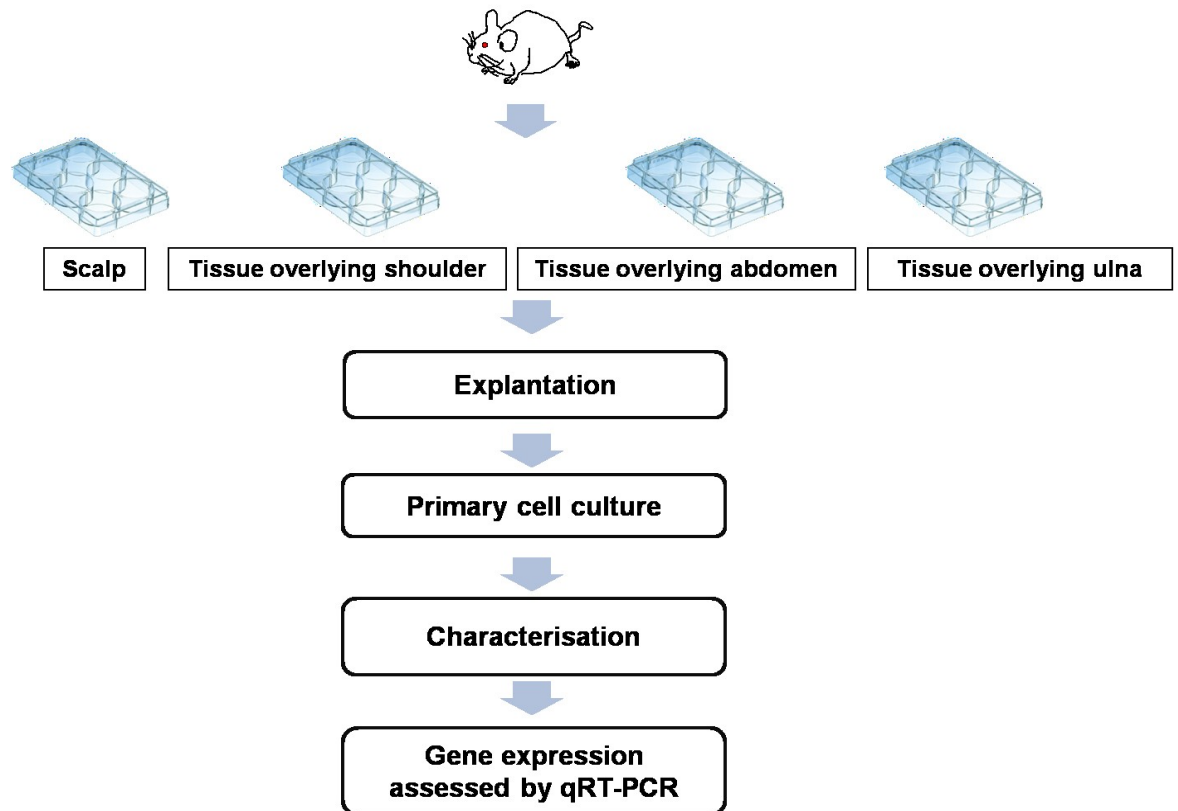 Scalp
Tissue overlying shoulder
Tissue overlying abdomen
Tissue overlying ulna
Explantation
Primary cell culture
Characterisation
Gene expression
assessed by qRT-PCR